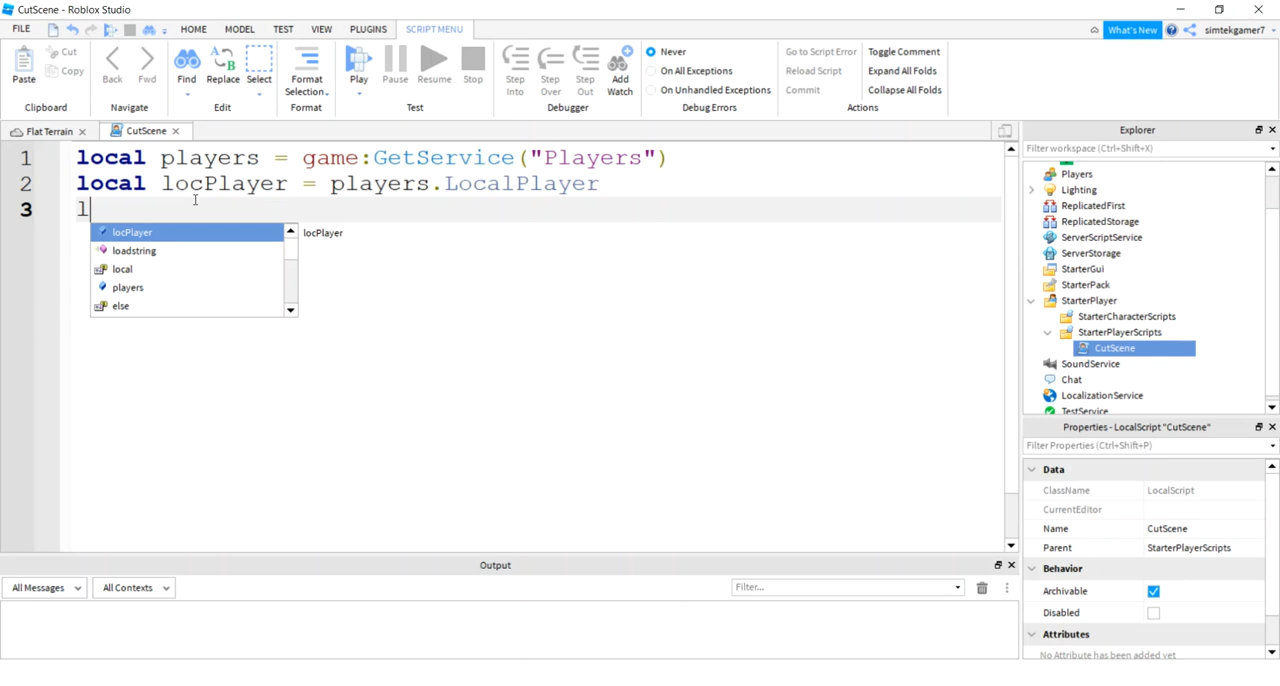 CutScene - Roblox Studio
FILE HOME MODEL TEST VIEW PLUGINS SCRIPT MENU What's New simtekgamer7
Paste Cut Copy Back Fwd Find Replace Select Format Selection Play Pause Resume Stop Step Into Step Over Step Out Add Watch Never On All Exceptions On Unhandled Exceptions Go to Script Error Reload Script Commit Toggle Comment Expand All Folds Collapse All Folds
Clipboard Navigate Edit Format Test Debugger Debug Errors Actions
Flat Terrain CutScene
1 local players = game:GetService("Players")
2 local locPlayer = players.LocalPlayer
3 l
locPlayer locPlayer
loadstring
local
players
else
Output
All Messages All Contexts Filter...
Explorer
Filter workspace (Ctrl+Shift+X)
Players
Lighting
ReplicatedFirst
ReplicatedStorage
ServerScriptService
ServerStorage
StarterGui
StarterPack
StarterPlayer
StarterCharacterScripts
StarterPlayerScripts
CutScene
SoundService
Chat
LocalizationService
TestService
Properties - LocalScript "CutScene"
Filter Properties (Ctrl+Shift+P)
Data
ClassName LocalScript
CurrentEditor
Name CutScene
Parent StarterPlayerScripts
Behavior
Archivable
Disabled
Attributes
No Attribute has been added yet